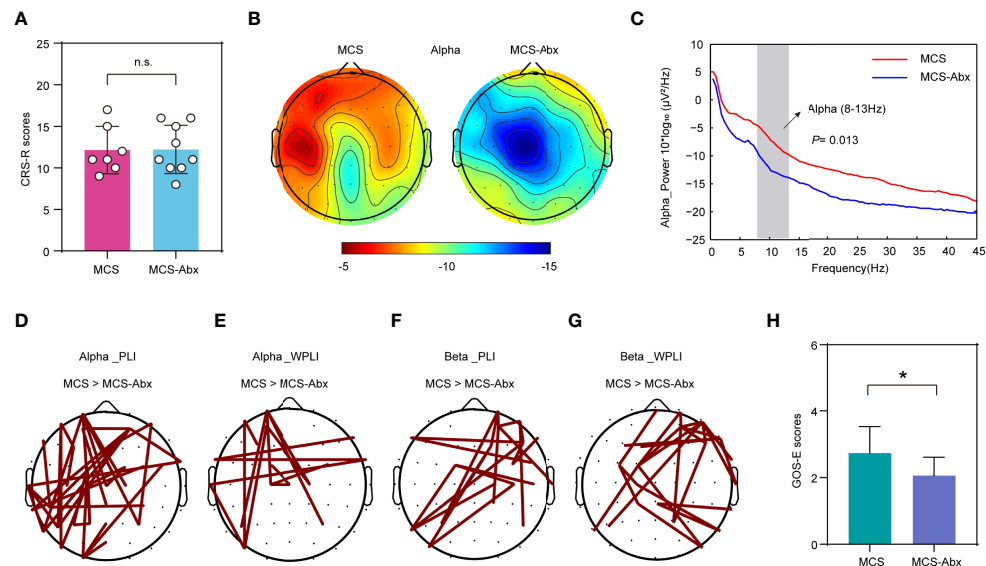 A
CRS-R scores
25
20
15
10
5
0
n.s.
MCS
MCS-Abx
B
MCS
Alpha
MCS-Abx
-5
-10
-15
C
Alpha_Power 10*log₁₀ (μV²/Hz)
10
5
0
-5
-10
-15
-20
-25
MCS
MCS-Abx
Alpha (8-13Hz)
P= 0.013
0
5
10
15
20
25
30
35
40
45
Frequency(Hz)
D
Alpha _PLI
MCS > MCS-Abx
E
Alpha _WPLI
MCS > MCS-Abx
F
Beta _PLI
MCS > MCS-Abx
G
Beta _WPLI
MCS > MCS-Abx
H
GOS-E scores
6
4
2
0
*
MCS
MCS-Abx